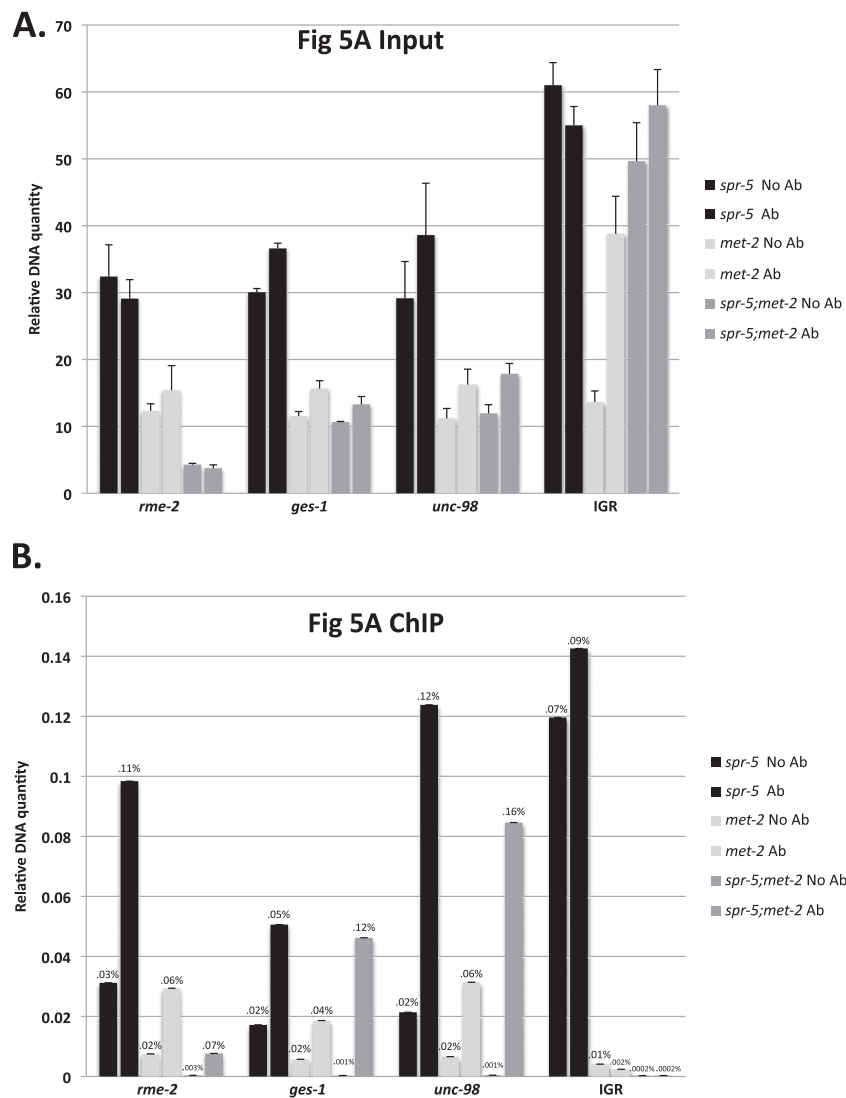 A.
Fig 5A Input
70
60
50
40
30
20
10
0
Relative DNA quantity
rme-2 ges-1 unc-98 IGR
spr-5 No Ab
spr-5 Ab
met-2 No Ab
met-2 Ab
spr-5;met-2 No Ab
spr-5;met-2 Ab
B.
Fig 5A ChIP
0.16
0.14
0.12
0.1
0.08
0.06
0.04
0.02
0
Relative DNA quantity
.03% .11% .02% .06% .003% .07%
.02% .05% .02% .04% .001% .12%
.02% .12% .02% .06% .001% .16%
.07% .09% .01% .002% .0002% .0002%
rme-2 ges-1 unc-98 IGR
spr-5 No Ab
spr-5 Ab
met-2 No Ab
met-2 Ab
spr-5;met-2 No Ab
spr-5;met-2 Ab